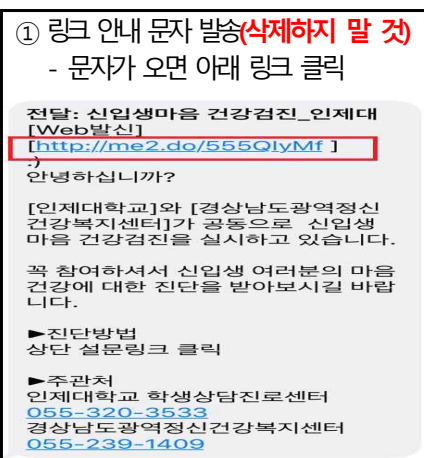 ① 링크 안내 문자 발송(삭제하지 말 것)
- 문자가 오면 아래 링크 클릭
전달: 신입생마음 건강검진_인제대
[Web발신]
[http://me2.do/555QIyMf ]
:)
안녕하십니까?
[인제대학교]와 [경상남도광역정신
건강복지센터]가 공동으로 신입생
마음 건강검진을 실시하고 있습니다.
꼭 참여하셔서 신입생 여러분의 마음
건강에 대한 진단을 받아보시길 바랍
니다.
►진단방법
상단 설문링크 클릭
►주관처
인제대학교 학생상담진로센터
055-320-3533
경상남도광역정신건강복지센터
055-239-1409